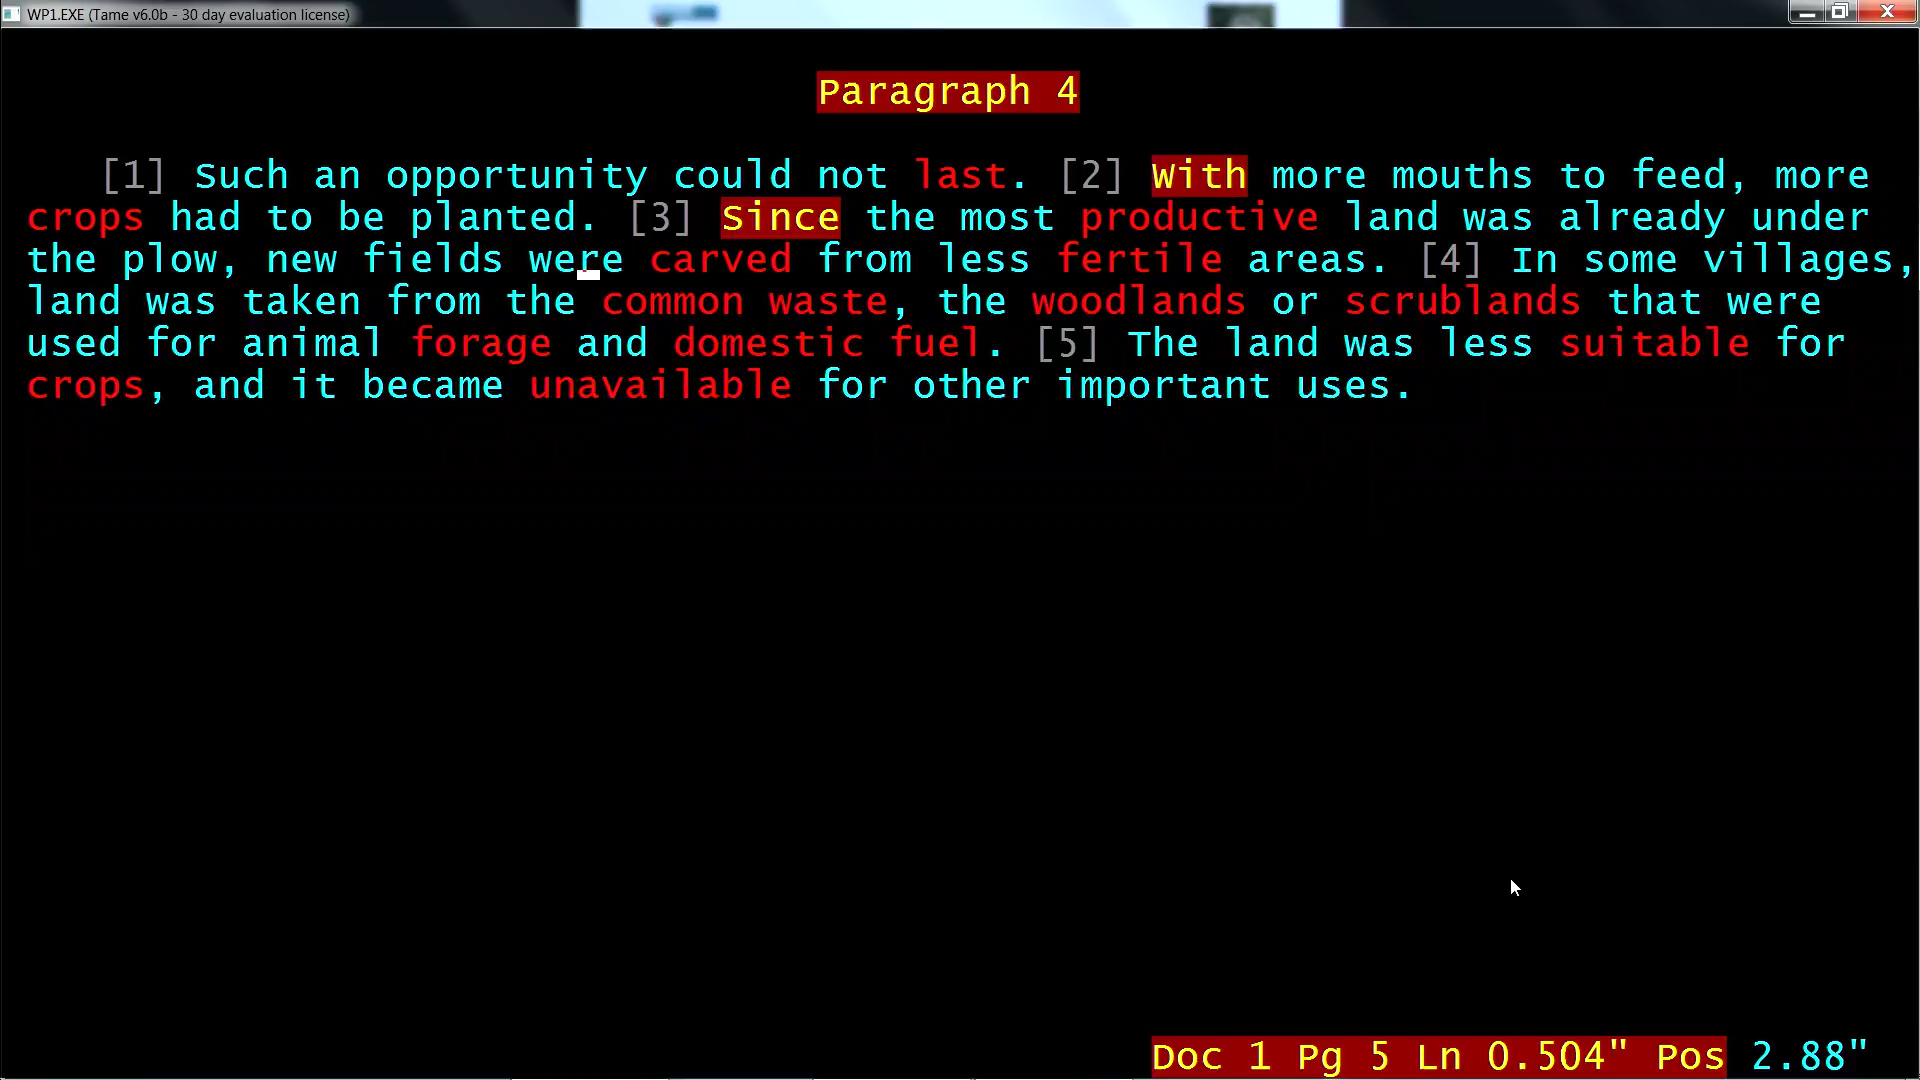 WP1.EXE (Tame v6.0b - 30 day evaluation license)
Paragraph 4
[1] Such an opportunity could not last. [2] With more mouths to feed, more
crops had to be planted. [3] Since the most productive land was already under
the plow, new fields were carved from less fertile areas. [4] In some villages,
land was taken from the common waste, the woodlands or scrublands that were
used for animal forage and domestic fuel. [5] The land was less suitable for
crops, and it became unavailable for other important uses.
Doc 1 Pg 5 Ln 0.504" Pos 2.88"